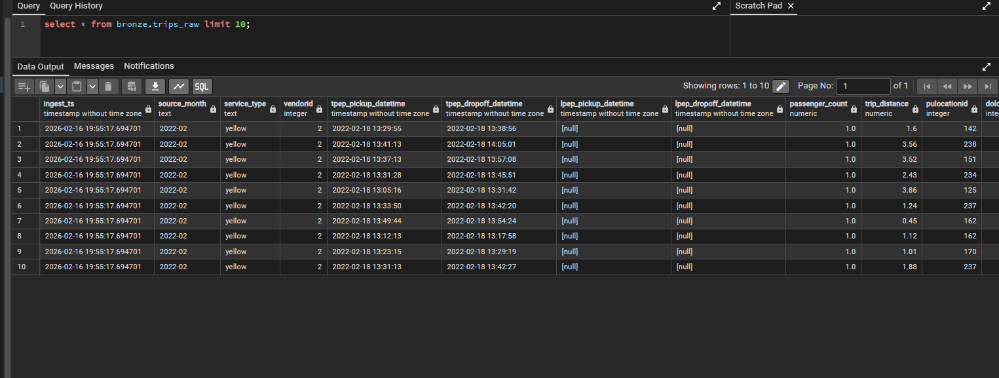 Query Query History Scratch Pad
1 select * from bronze.trips_raw limit 10;
Data Output Messages Notifications
SQL Showing rows: 1 to 10 Page No: 1 of 1
ingest_ts source_month service_type vendorid tpep_pickup_datetime tpep_dropoff_datetime lpep_pickup_datetime lpep_dropoff_datetime passenger_count trip_distance pulocationid dolo
timestamp without time zone text text integer timestamp without time zone timestamp without time zone timestamp without time zone timestamp without time zone numeric numeric integer inte
1 2026-02-16 19:55:17.694701 2022-02 yellow 2 2022-02-18 13:29:55 2022-02-18 13:38:56 [null] [null] 1.0 1.6 142
2 2026-02-16 19:55:17.694701 2022-02 yellow 2 2022-02-18 13:41:13 2022-02-18 14:05:01 [null] [null] 1.0 3.56 238
3 2026-02-16 19:55:17.694701 2022-02 yellow 2 2022-02-18 13:37:13 2022-02-18 13:57:08 [null] [null] 1.0 3.52 151
4 2026-02-16 19:55:17.694701 2022-02 yellow 2 2022-02-18 13:31:28 2022-02-18 13:45:51 [null] [null] 1.0 2.43 234
5 2026-02-16 19:55:17.694701 2022-02 yellow 2 2022-02-18 13:05:16 2022-02-18 13:31:42 [null] [null] 1.0 3.86 125
6 2026-02-16 19:55:17.694701 2022-02 yellow 2 2022-02-18 13:33:50 2022-02-18 13:42:20 [null] [null] 1.0 1.24 237
7 2026-02-16 19:55:17.694701 2022-02 yellow 2 2022-02-18 13:49:44 2022-02-18 13:54:24 [null] [null] 1.0 0.45 162
8 2026-02-16 19:55:17.694701 2022-02 yellow 2 2022-02-18 13:12:13 2022-02-18 13:17:58 [null] [null] 1.0 1.12 162
9 2026-02-16 19:55:17.694701 2022-02 yellow 2 2022-02-18 13:23:15 2022-02-18 13:29:19 [null] [null] 1.0 1.01 170
10 2026-02-16 19:55:17.694701 2022-02 yellow 2 2022-02-18 13:31:13 2022-02-18 13:42:27 [null] [null] 1.0 1.88 237